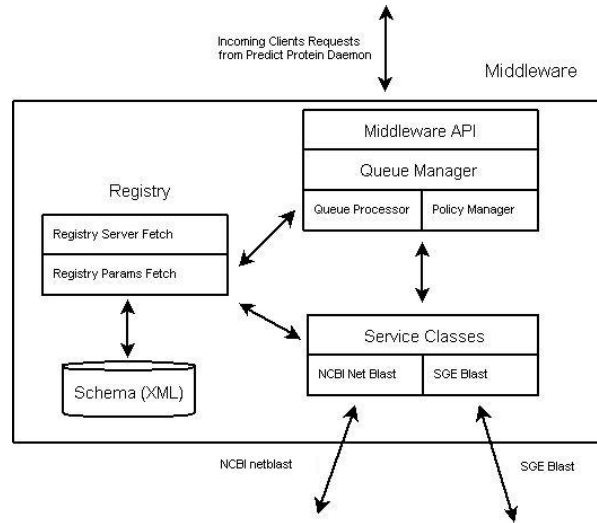 Incoming Clients Requests
from Predict Protein Daemon
Middleware
Middleware API
Queue Manager
Queue Processor
Policy Manager
Registry
Registry Server Fetch
Registry Params Fetch
Schema (XML)
Service Classes
NCBI Net Blast
SGE Blast
NCBI netblast
SGE Blast